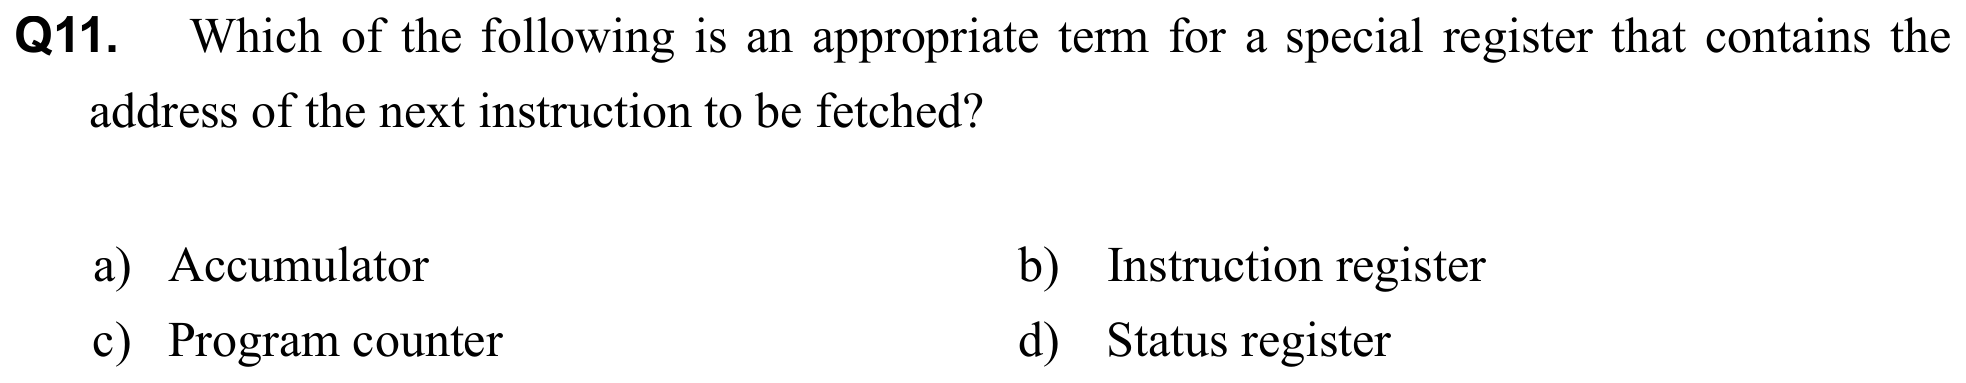 Q11. Which of the following is an appropriate term for a special register that contains the
address of the next instruction to be fetched?
a) Accumulator b) Instruction register
c) Program counter d) Status register